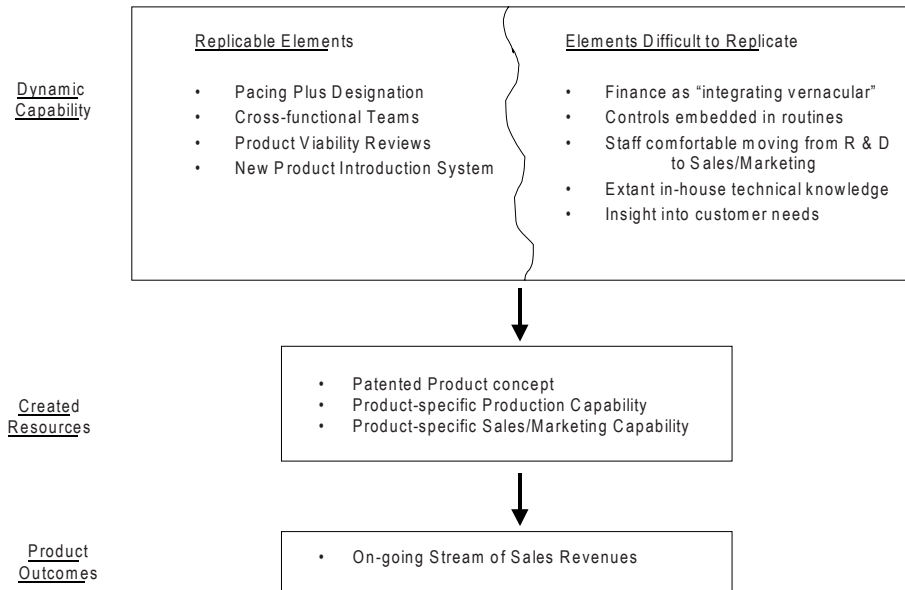 Dynamic
Capability
Replicable Elements
• Pacing Plus Designation
• Cross-functional Teams
• Product Viability Reviews
• New Product Introduction System
Elements Difficult to Replicate
• Finance as “integrating vernacular”
• Controls embedded in routines
• Staff comfortable moving from R & D
to Sales/Marketing
• Extant in-house technical knowledge
• Insight into customer needs
Created
Resources
• Patented Product concept
• Product-specific Production Capability
• Product-specific Sales/Marketing Capability
Product
Outcomes
• On-going Stream of Sales Revenues